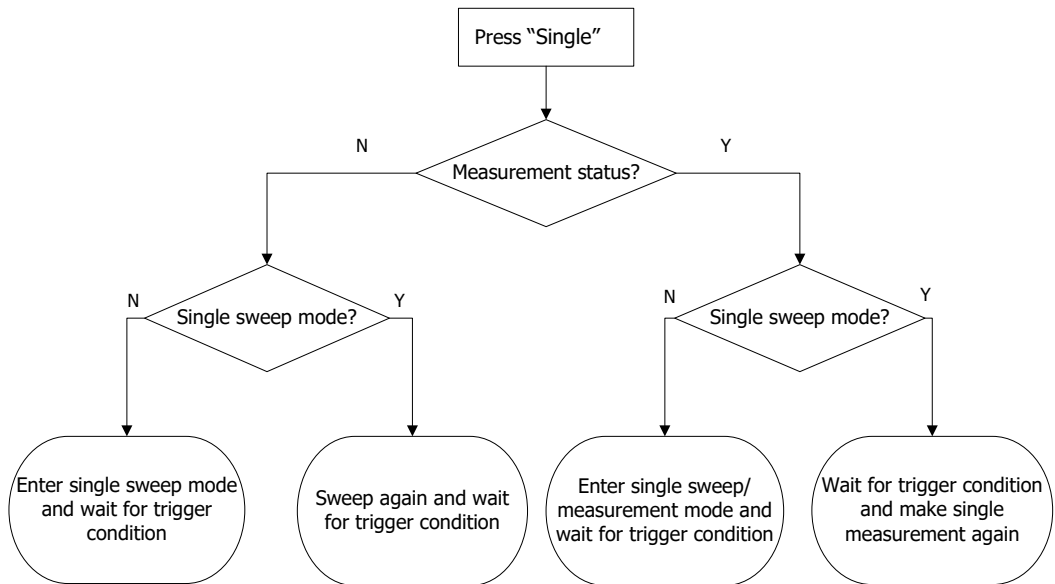 Press “Single”
N
Y
Measurement status?
N
Y
N
Y
Single sweep mode?
Single sweep mode?
Enter single sweep mode
and wait for trigger
condition
Sweep again and wait
for trigger condition
Enter single sweep/
measurement mode and
wait for trigger condition
Wait for trigger condition
and make single
measurement again